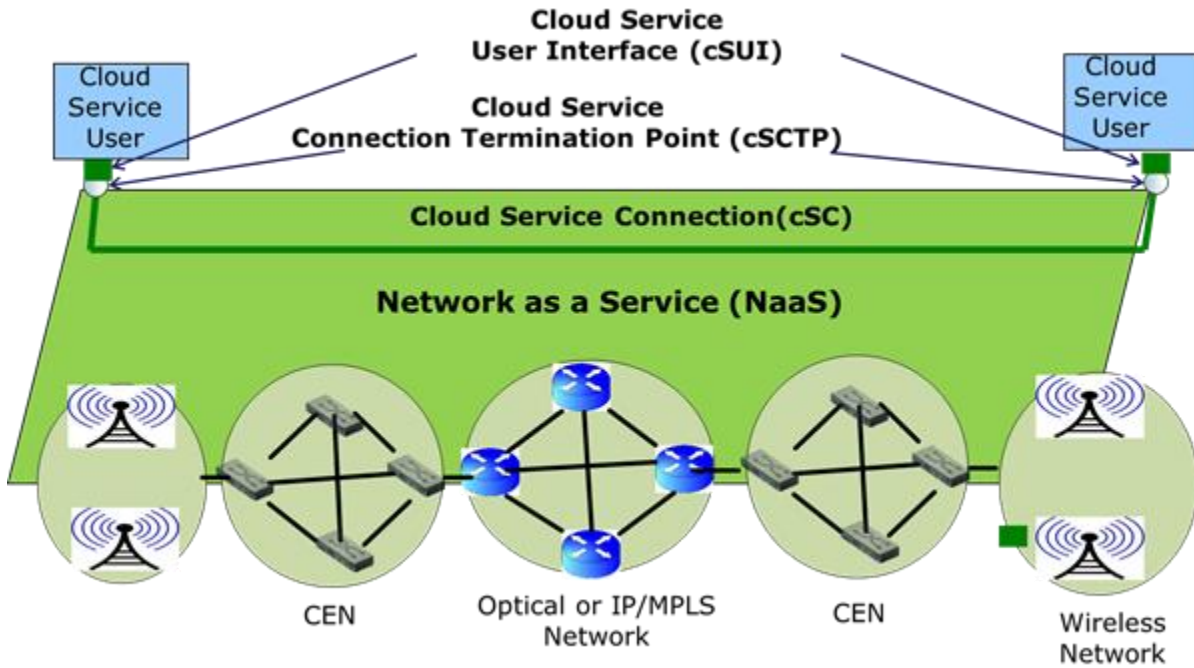 Cloud Service
User Interface (cSUI)
Cloud
Service
User
Cloud
Service
User
Cloud Service
Connection Termination Point (cSCTP)
Cloud Service Connection(cSC)
Network as a Service (NaaS)
CEN
Optical or IP/MPLS
Network
CEN
Wireless
Network